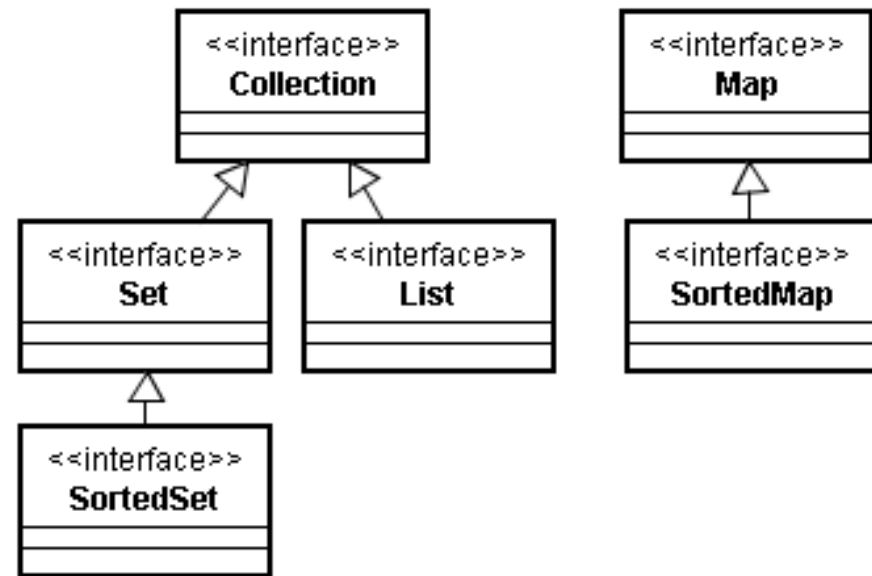 <<interface>>
Collection
<<interface>>
Map
<<interface>>
Set
<<interface>>
List
<<interface>>
SortedMap
<<interface>>
SortedSet